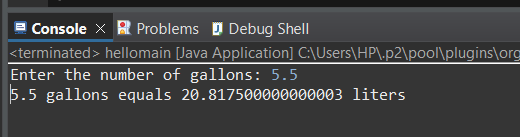 Console Problems Debug Shell
<terminated> hellomain [Java Application] C:\Users\HP\.p2\pool\plugins\org
Enter the number of gallons: 5.5
5.5 gallons equals 20.817500000000003 liters